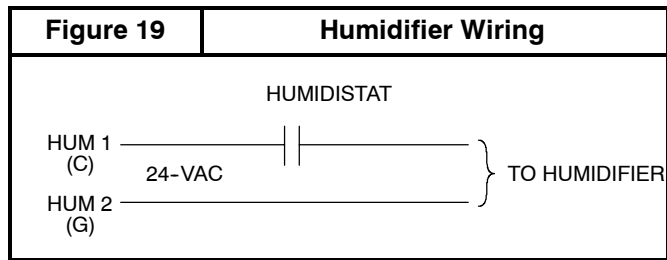 Figure 19 Humidifier Wiring
HUMIDISTAT
HUM 1
(C)
24-VAC
TO HUMIDIFIER
HUM 2
(G)